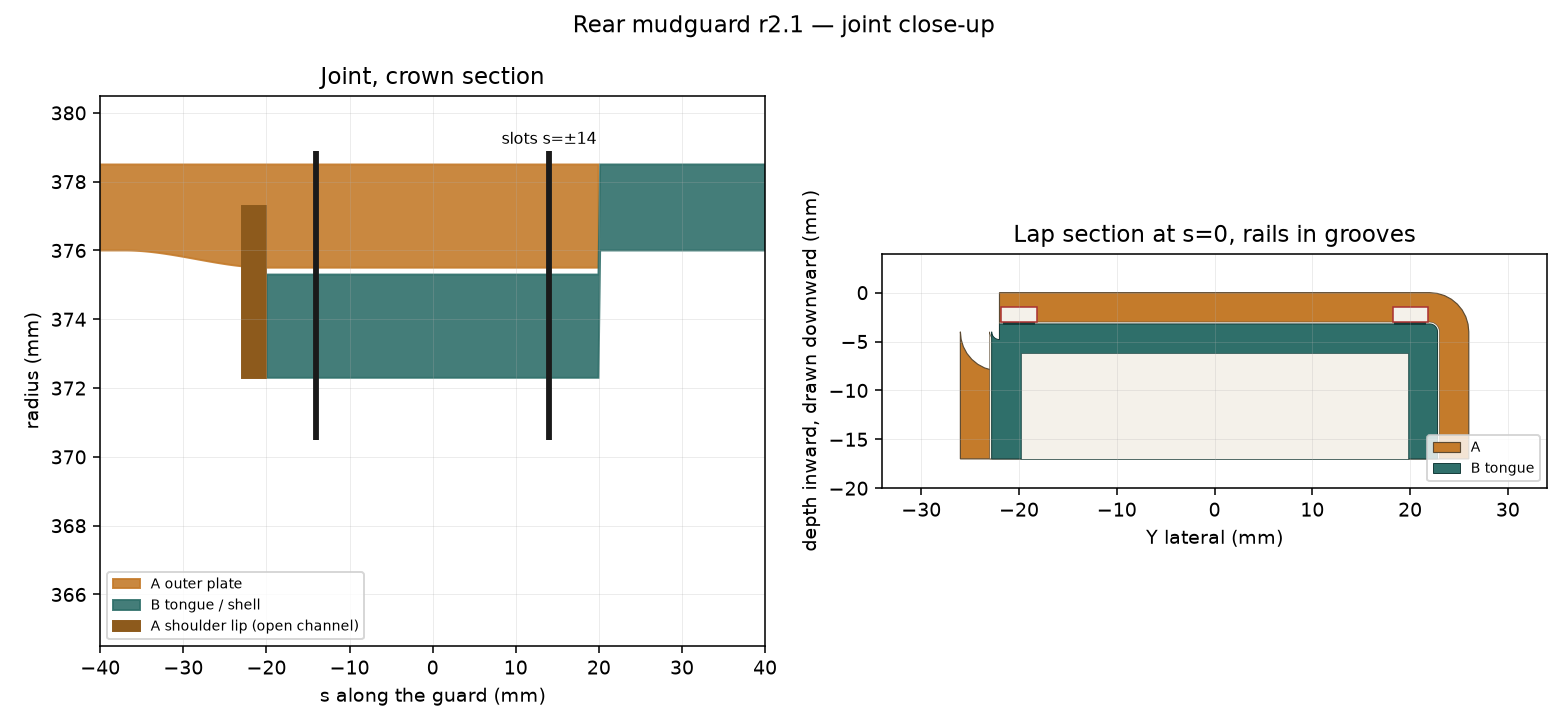 Rear mudguard r2.1 — joint close-up
Joint, crown section
380
378
376
374
372
370
368
366
radius (mm)
slots s=±14
A outer plate
B tongue / shell
A shoulder lip (open channel)
−40
−30
−20
−10
0
10
20
30
40
s along the guard (mm)
Lap section at s=0, rails in grooves
0
−5
−10
−15
−20
depth inward, drawn downward (mm)
A
B tongue
−30
−20
−10
0
10
20
30
Y lateral (mm)